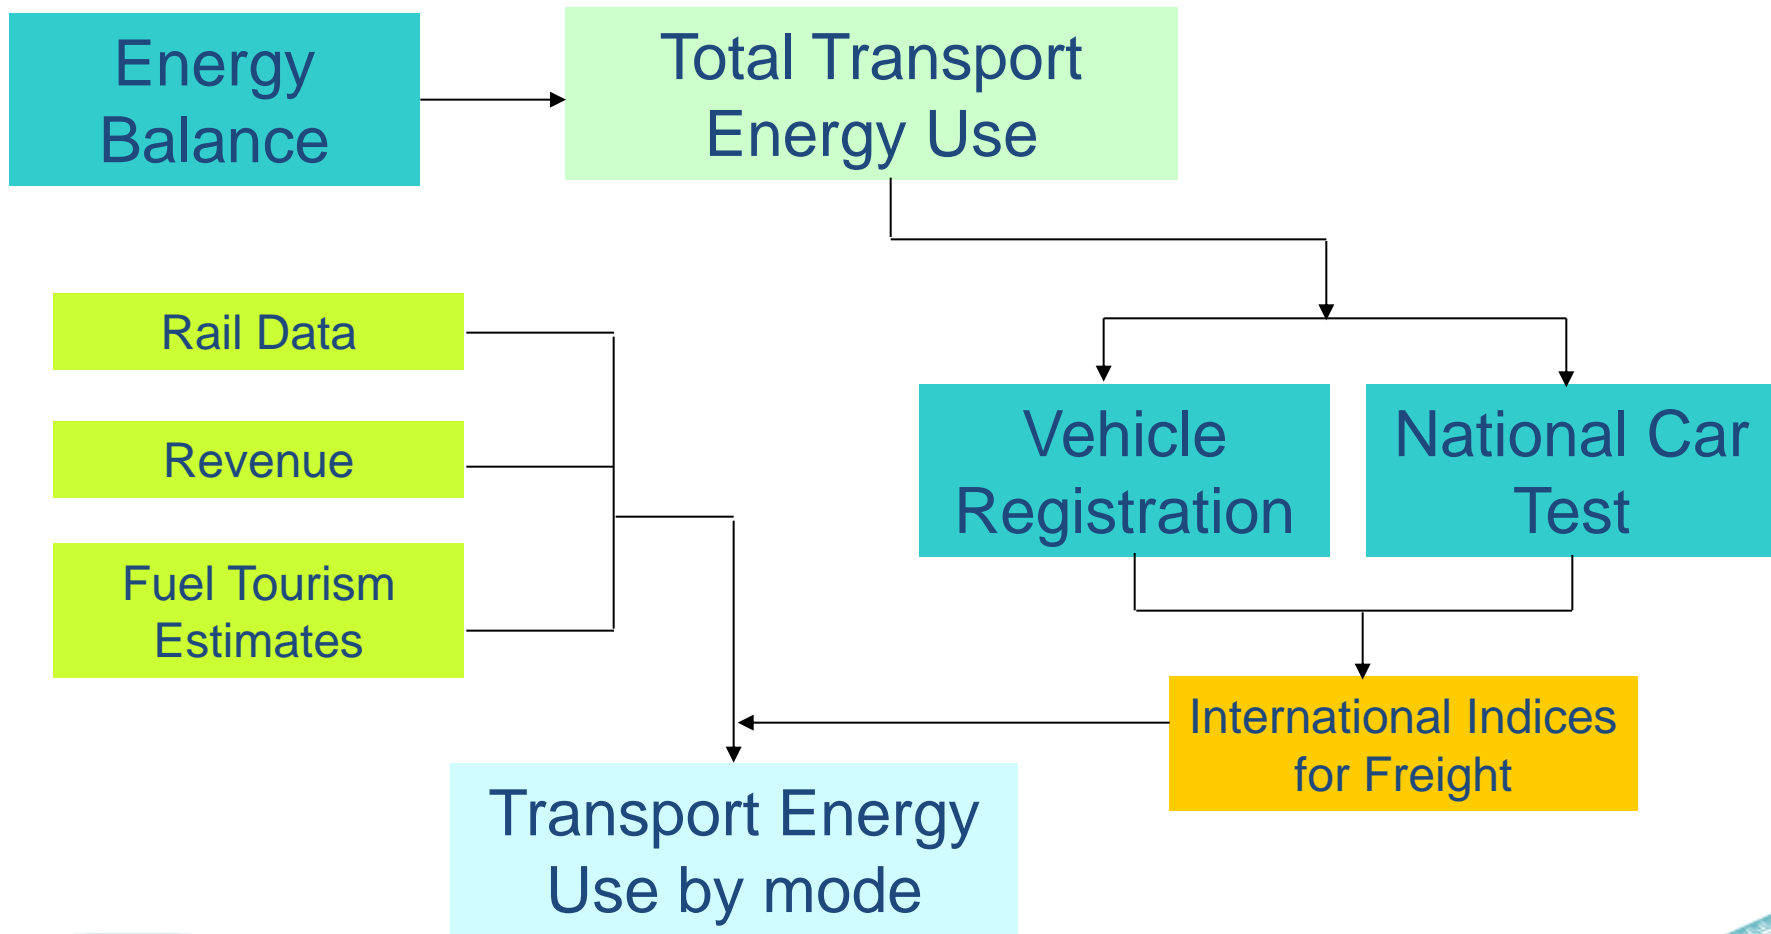 Energy
Balance
Total Transport
Energy Use
Rail Data
Revenue
Fuel Tourism
Estimates
Vehicle
Registration
National Car
Test
International Indices
for Freight
Transport Energy
Use by mode